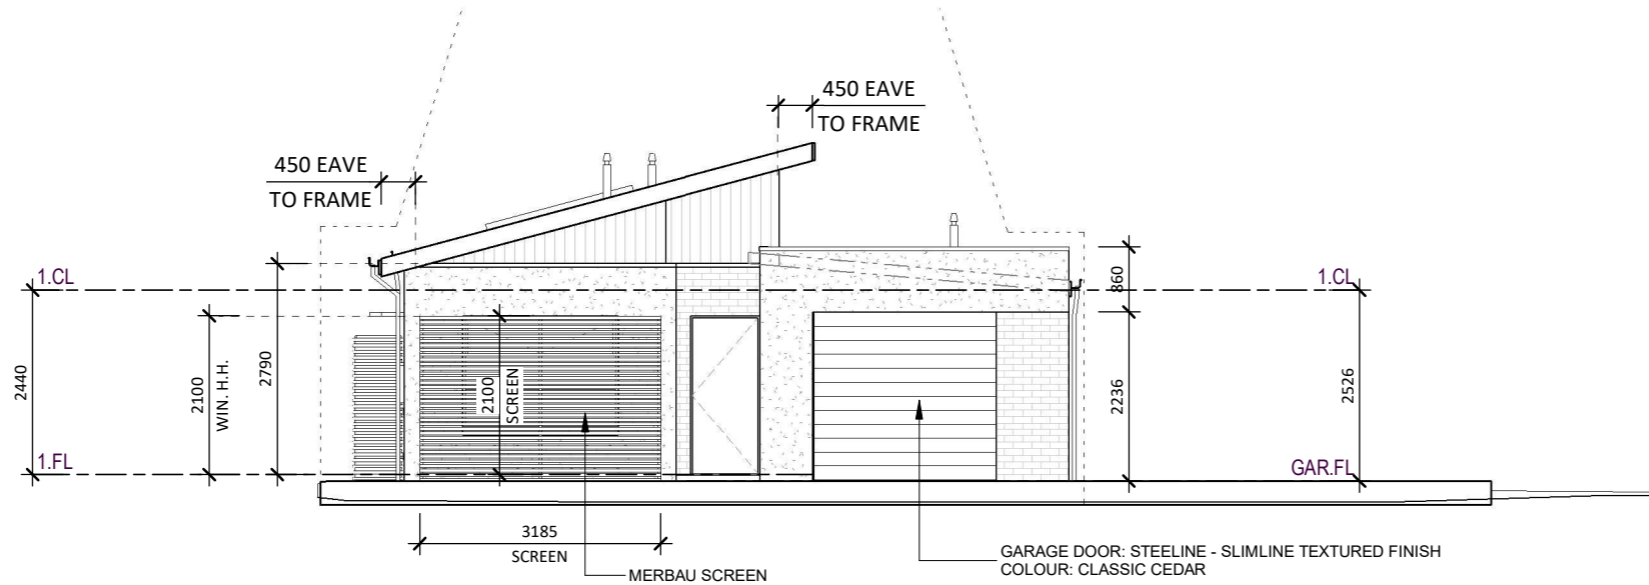 450 EAVE
TO FRAME
450 EAVE
TO FRAME
1.CL
1.CL
2440
2100
WIN. H.H.
2790
2100
SCREEN
860
2236
2526
1.FL
GAR.FL
3185
SCREEN
MERBAU SCREEN
GARAGE DOOR: STEELINE - SLIMLINE TEXTURED FINISH
COLOUR: CLASSIC CEDAR